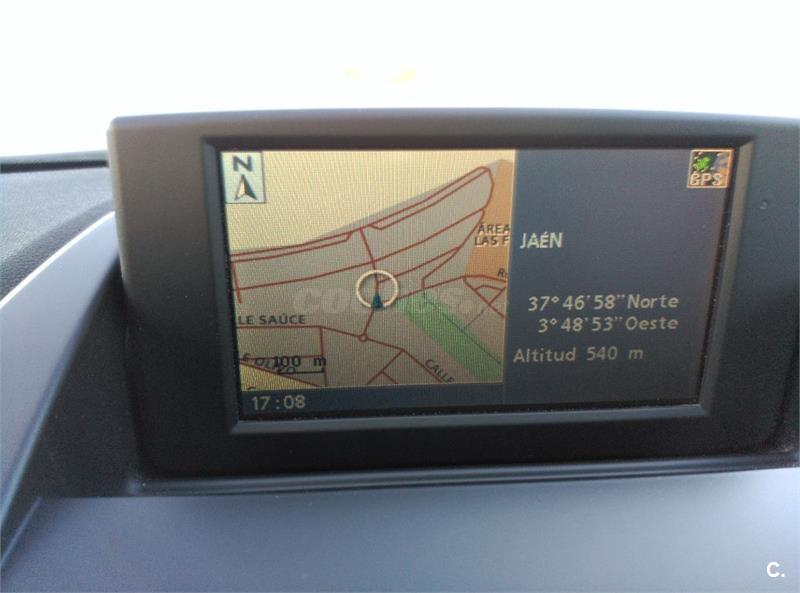 N
GPS
ÁREA
LAS F
JAÉN
37°46'58"Norte
3°48'53"Oeste
LE SAÚCE
Altitud 540 m
100 m
CALLE
17:08
C.